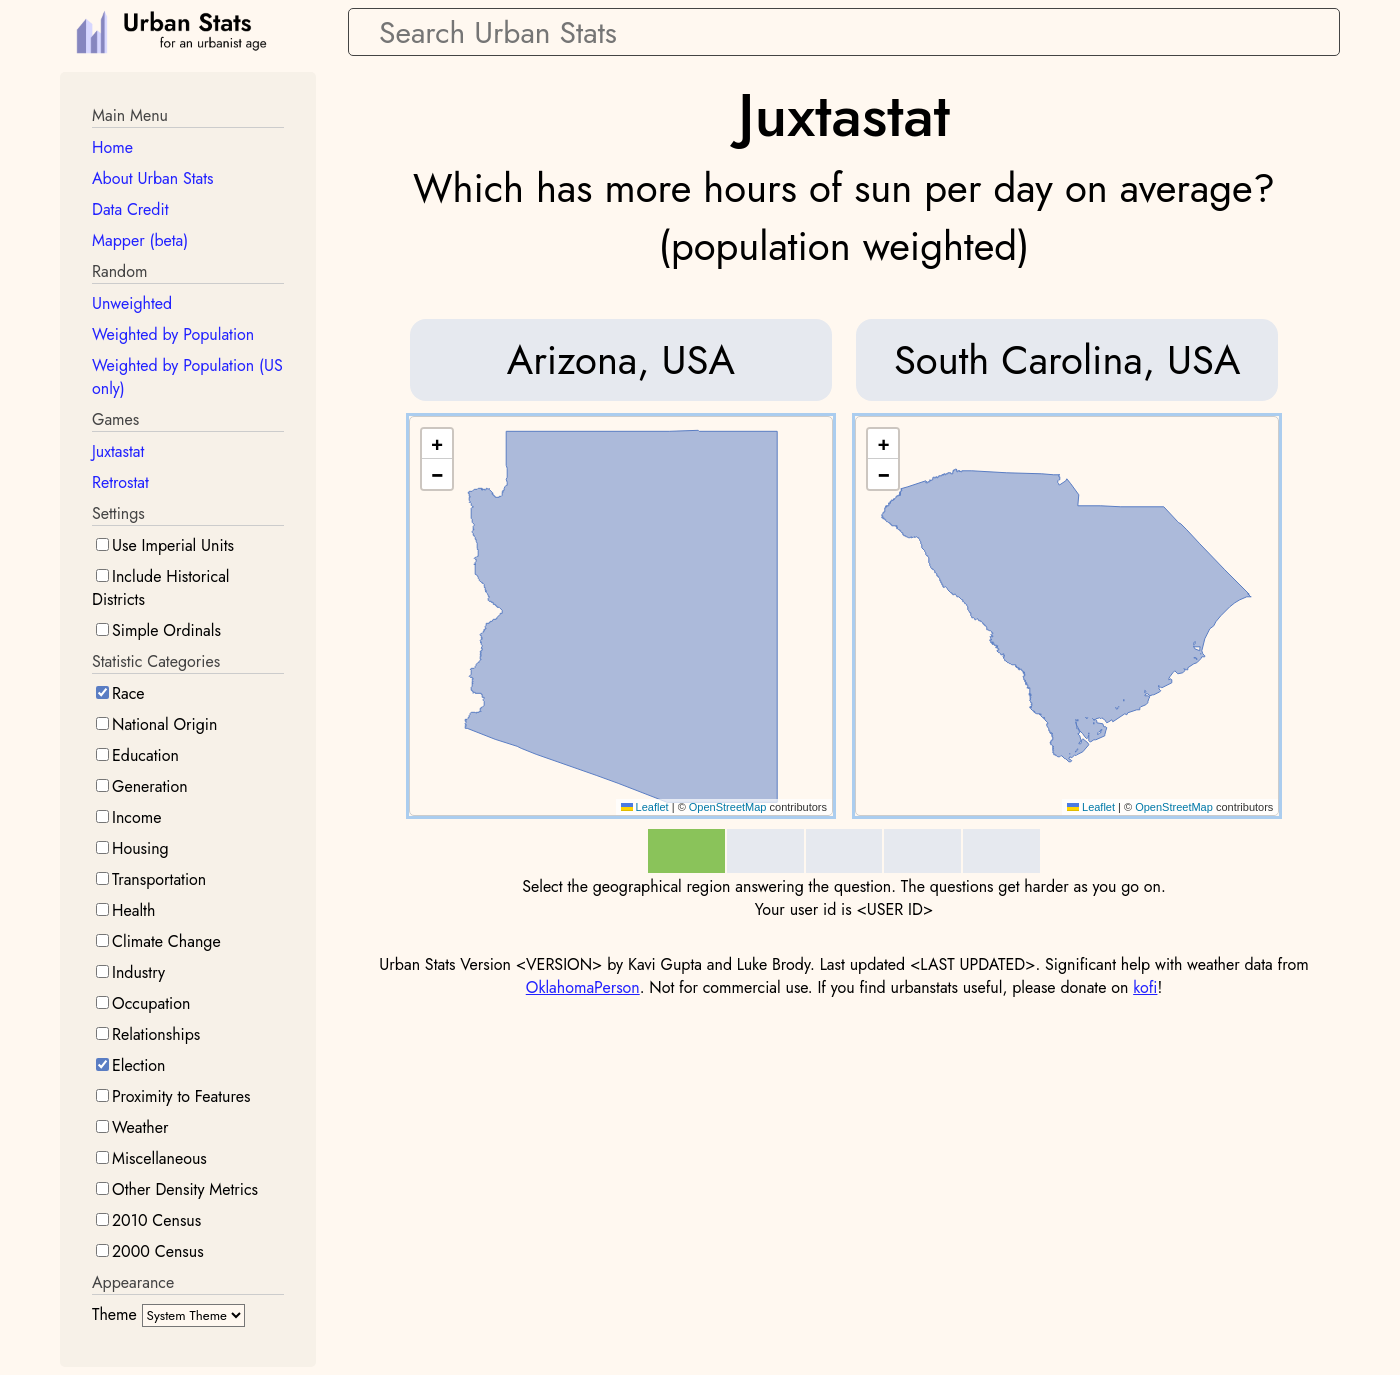 Urban Stats
for an urbanist age
Search Urban Stats
Main Menu
Home
About Urban Stats
Data Credit
Mapper (beta)
Random
Unweighted
Weighted by Population
Weighted by Population (US
only)
Games
Juxtastat
Retrostat
Settings
Use Imperial Units
Include Historical
Districts
Simple Ordinals
Statistic Categories
Race
National Origin
Education
Generation
Income
Housing
Transportation
Health
Climate Change
Industry
Occupation
Relationships
Election
Proximity to Features
Weather
Miscellaneous
Other Density Metrics
2010 Census
2000 Census
Appearance
Theme System Theme
Juxtastat
Which has more hours of sun per day on average?
(population weighted)
Arizona, USA
South Carolina, USA
+
−
Leaflet | © OpenStreetMap contributors
+
−
Leaflet | © OpenStreetMap contributors
Select the geographical region answering the question. The questions get harder as you go on.
Your user id is <USER ID>
Urban Stats Version <VERSION> by Kavi Gupta and Luke Brody. Last updated <LAST UPDATED>. Significant help with weather data from
OklahomaPerson. Not for commercial use. If you find urbanstats useful, please donate on kofi!